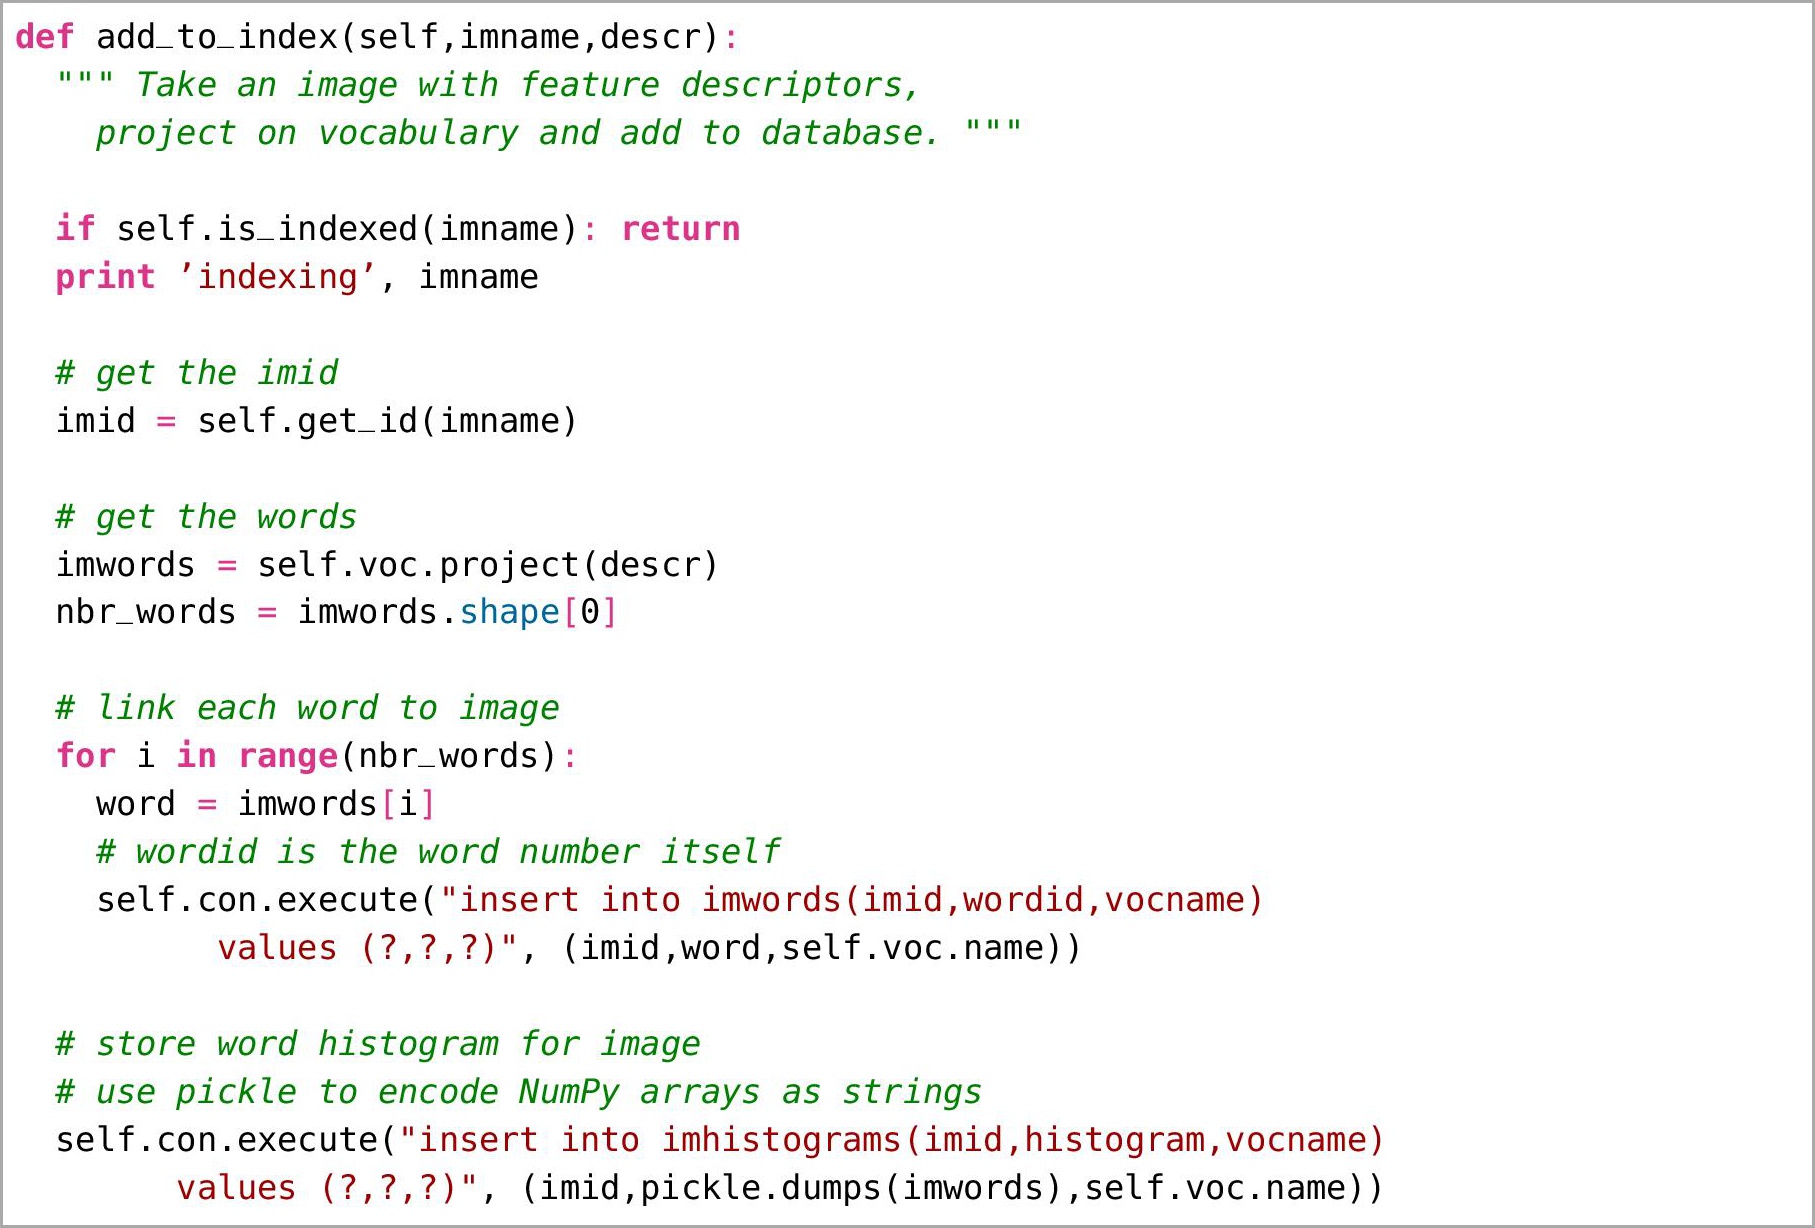 def add_to_index(self,imname,descr):
  """ Take an image with feature descriptors,
    project on vocabulary and add to database. """

  if self.is_indexed(imname): return
  print ’indexing’, imname

  # get the imid
  imid = self.get_id(imname)

  # get the words
  imwords = self.voc.project(descr)
  nbr_words = imwords.shape[0]

  # link each word to image
  for i in range(nbr_words):
    word = imwords[i]
    # wordid is the word number itself
    self.con.execute("insert into imwords(imid,wordid,vocname)
          values (?,?,?)", (imid,word,self.voc.name))

  # store word histogram for image
  # use pickle to encode NumPy arrays as strings
  self.con.execute("insert into imhistograms(imid,histogram,vocname)
        values (?,?,?)", (imid,pickle.dumps(imwords),self.voc.name))